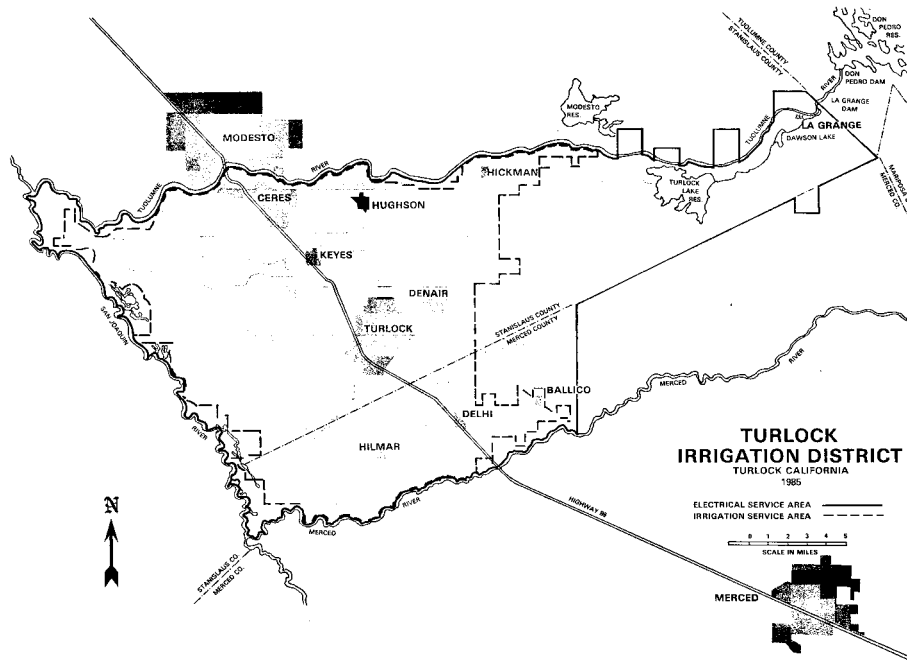 TUOLUMNE COUNTY
STANISLAUS COUNTY
DON
PEDRO
RES.
DON
PEDRO DAM
RIVER
LA GRANGE
DAM
LA GRANGE
DAWSON LAKE
TUOLUMNE
MODESTO
RES.
MODESTO
RIVER
HICKMAN
TURLOCK
LAKE
RES.
MARIPOSA
MERCED CO.
TUOLUMNE
CERES
HUGHSON
KEYES
DENAIR
SAN JOAQUIN
TURLOCK
STANISLAUS COUNTY
MERCED COUNTY
RIVER
MERCED
BALLICO
DELHI
RIVER
HILMAR
TURLOCK
IRRIGATION DISTRICT
TURLOCK CALIFORNIA
1985
N
RIVER
MERCED
HIGHWAY 99
ELECTRICAL SERVICE AREA
IRRIGATION SERVICE AREA
0 1 2 3 4 5
SCALE IN MILES
STANISLAUS CO.
MERCED CO.
MERCED